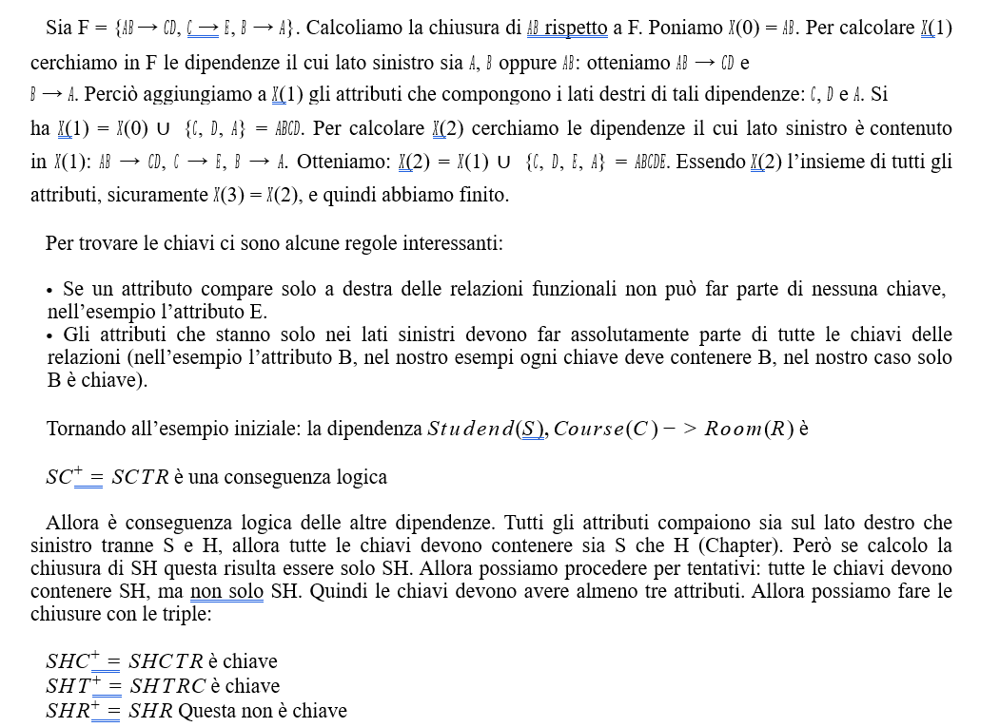 Sia F = {AB → CD, C → E, B → A}. Calcoliamo la chiusura di AB rispetto a F. Poniamo X(0) = AB. Per calcolare X(1)
cerchiamo in F le dipendenze il cui lato sinistro sia A, B oppure AB: otteniamo AB → CD e
B → A. Perciò aggiungiamo a X(1) gli attributi che compongono i lati destri di tali dipendenze: C, D e A. Si
ha X(1) = X(0) ∪ {C, D, A} = ABCD. Per calcolare X(2) cerchiamo le dipendenze il cui lato sinistro è contenuto
in X(1): AB → CD, C → E, B → A. Otteniamo: X(2) = X(1) ∪ {C, D, E, A} = ABCDE. Essendo X(2) l’insieme di tutti gli
attributi, sicuramente X(3) = X(2), e quindi abbiamo finito.
Per trovare le chiavi ci sono alcune regole interessanti:
• Se un attributo compare solo a destra delle relazioni funzionali non può far parte di nessuna chiave,
nell’esempio l’attributo E.
• Gli attributi che stanno solo nei lati sinistri devono far assolutamente parte di tutte le chiavi delle
relazioni (nell’esempio l’attributo B, nel nostro esempi ogni chiave deve contenere B, nel nostro caso solo
B è chiave).
Tornando all’esempio iniziale: la dipendenza Studend(S), Course(C) − > Room(R) è
SC⁺ = SCTR è una conseguenza logica
Allora è conseguenza logica delle altre dipendenze. Tutti gli attributi compaiono sia sul lato destro che
sinistro tranne S e H, allora tutte le chiavi devono contenere sia S che H (Chapter). Però se calcolo la
chiusura di SH questa risulta essere solo SH. Allora possiamo procedere per tentativi: tutte le chiavi devono
contenere SH, ma non solo SH. Quindi le chiavi devono avere almeno tre attributi. Allora possiamo fare le
chiusure con le triple:
SHC⁺ = SHCTR è chiave
SHT⁺ = SHTRC è chiave
SHR⁺ = SHR Questa non è chiave